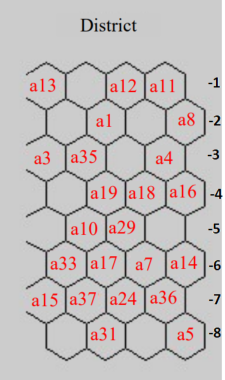 District
a13 a12 a11 -1
a1 a8 -2
a3 a35 a4 -3
a19 a18 a16 -4
a10 a29 -5
a33 a17 a7 a14 -6
a15 a37 a24 a36 -7
a31 a5 -8